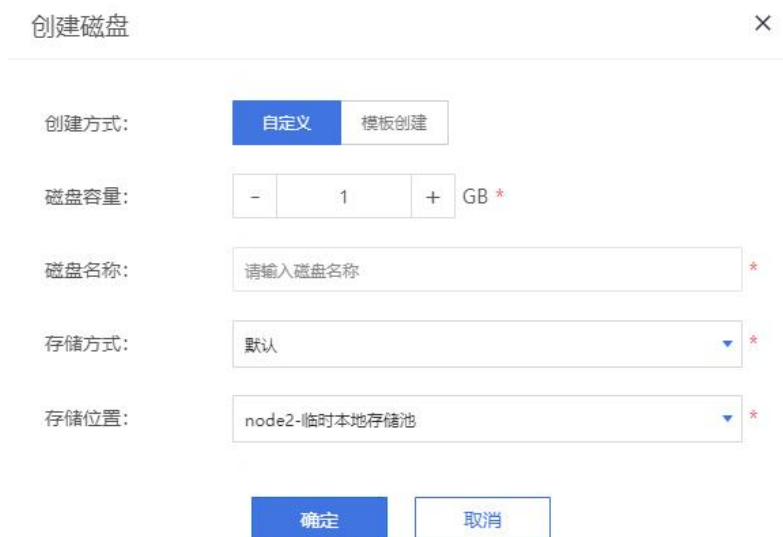 创建磁盘 ×
创建方式: 自定义 模板创建
磁盘容量: - 1 + GB *
磁盘名称: 请输入磁盘名称 *
存储方式: 默认 *
存储位置: node2-临时本地存储池 *
确定 取消